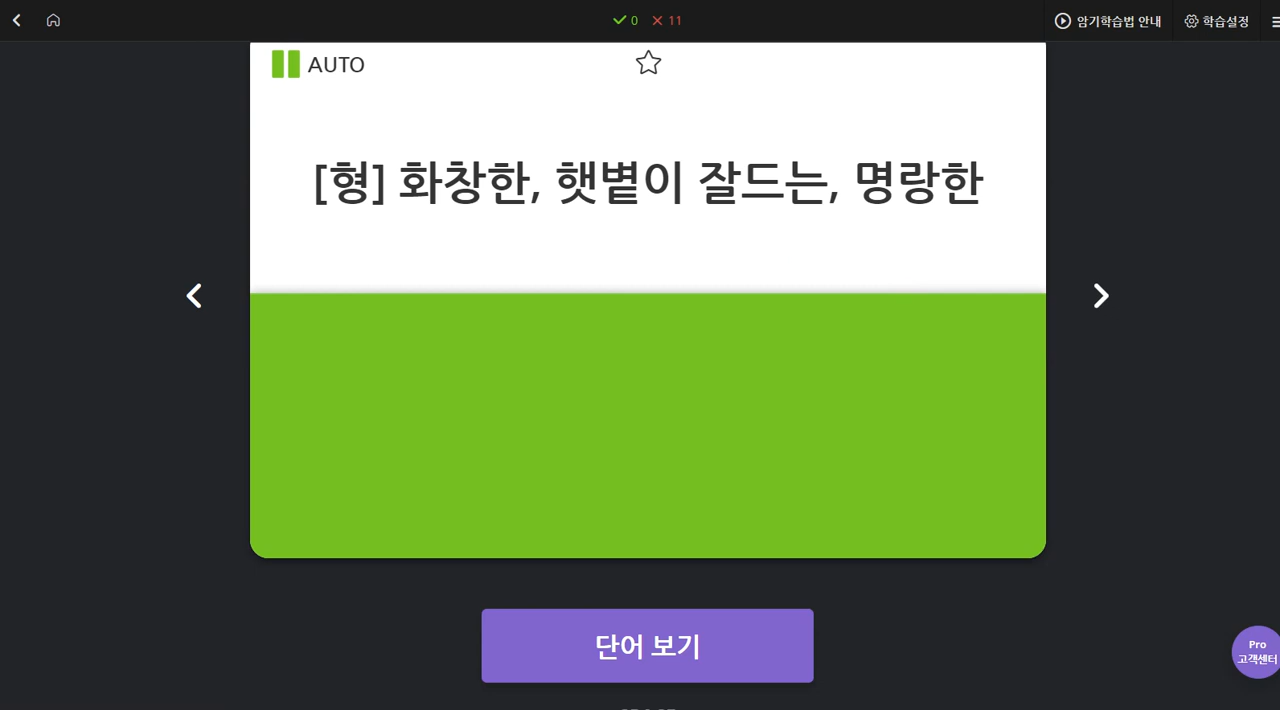 0 11 암기학습법 안내 학습설정
AUTO
[형] 화창한, 햇볕이 잘드는, 명랑한
단어 보기
Pro
고객센터